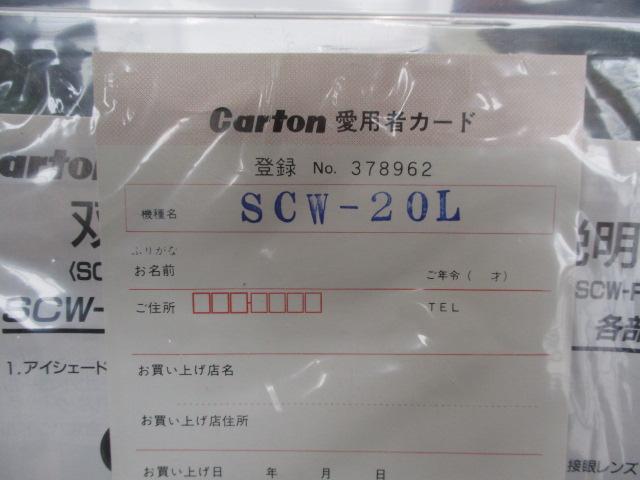 Carton 愛用者カード
登録 No. 378962
機種名 SCW-20L
ふりがな
お名前 ご年令( 才)
ご住所 TEL
お買い上げ店名
お買い上げ店住所
お買い上げ日 年 月 日
arton
双
〈SC
SCW-
1.アイシェード
説明
SCW-F
各部
接眼レンズ